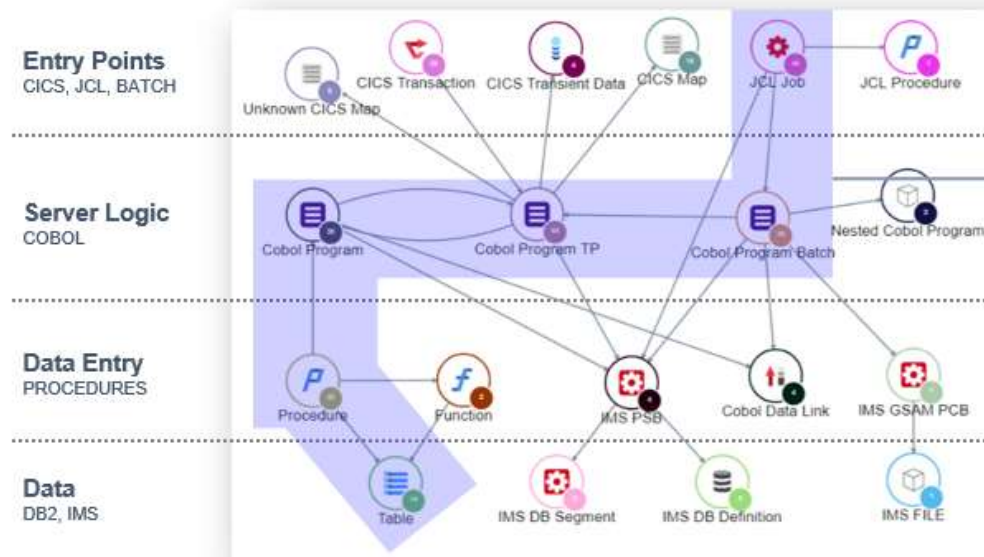 Entry Points
CICS, JCL, BATCH
Unknown CICS Map
CICS Transaction
CICS Transient Data
CICS Map
JCL Job
JCL Procedure
Server Logic
COBOL
Cobol Program
Cobol Program TP
Cobol Program Batch
Nested Cobol Program
Data Entry
PROCEDURES
Procedure
Function
IMS PSB
Cobol Data Link
IMS GSAM PCB
Data
DB2, IMS
Table
IMS DB Segment
IMS DB Definition
IMS FILE